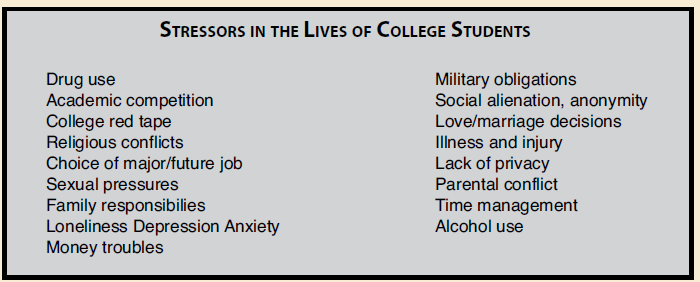 STRESSORS IN THE LIVES OF COLLEGE STUDENTS
Drug use
Academic competition
College red tape
Religious conflicts
Choice of major/future job
Sexual pressures
Family responsibilies
Loneliness Depression Anxiety
Money troubles
Military obligations
Social alienation, anonymity
Love/marriage decisions
Illness and injury
Lack of privacy
Parental conflict
Time management
Alcohol use